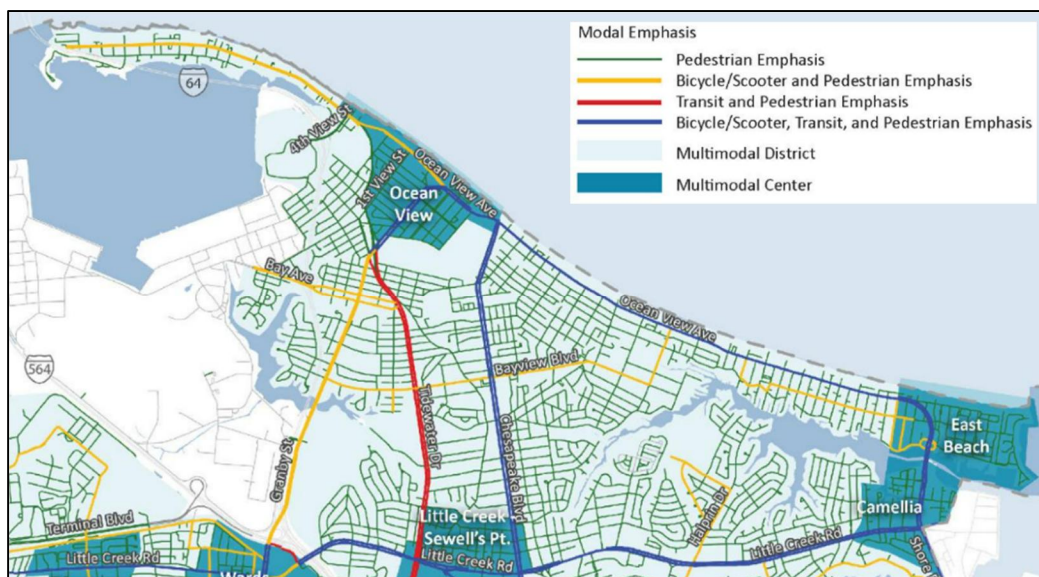 Modal Emphasis
Pedestrian Emphasis
Bicycle/Scooter and Pedestrian Emphasis
Transit and Pedestrian Emphasis
Bicycle/Scooter, Transit, and Pedestrian Emphasis
Multimodal District
Multimodal Center
64
4th View St
1st View St
Ocean View Ave
Ocean
View
Bay Ave
Ocean View Ave
564
Bayview Blvd
Tidewater Dr
Chesapeake Blvd
Granby St
East
Beach
Halprin Dr
Camellia
Terminal Blvd
Little Creek
Sewell's Pt.
Little Creek Rd
Little Creek Rd
Little Creek Rd
Shore